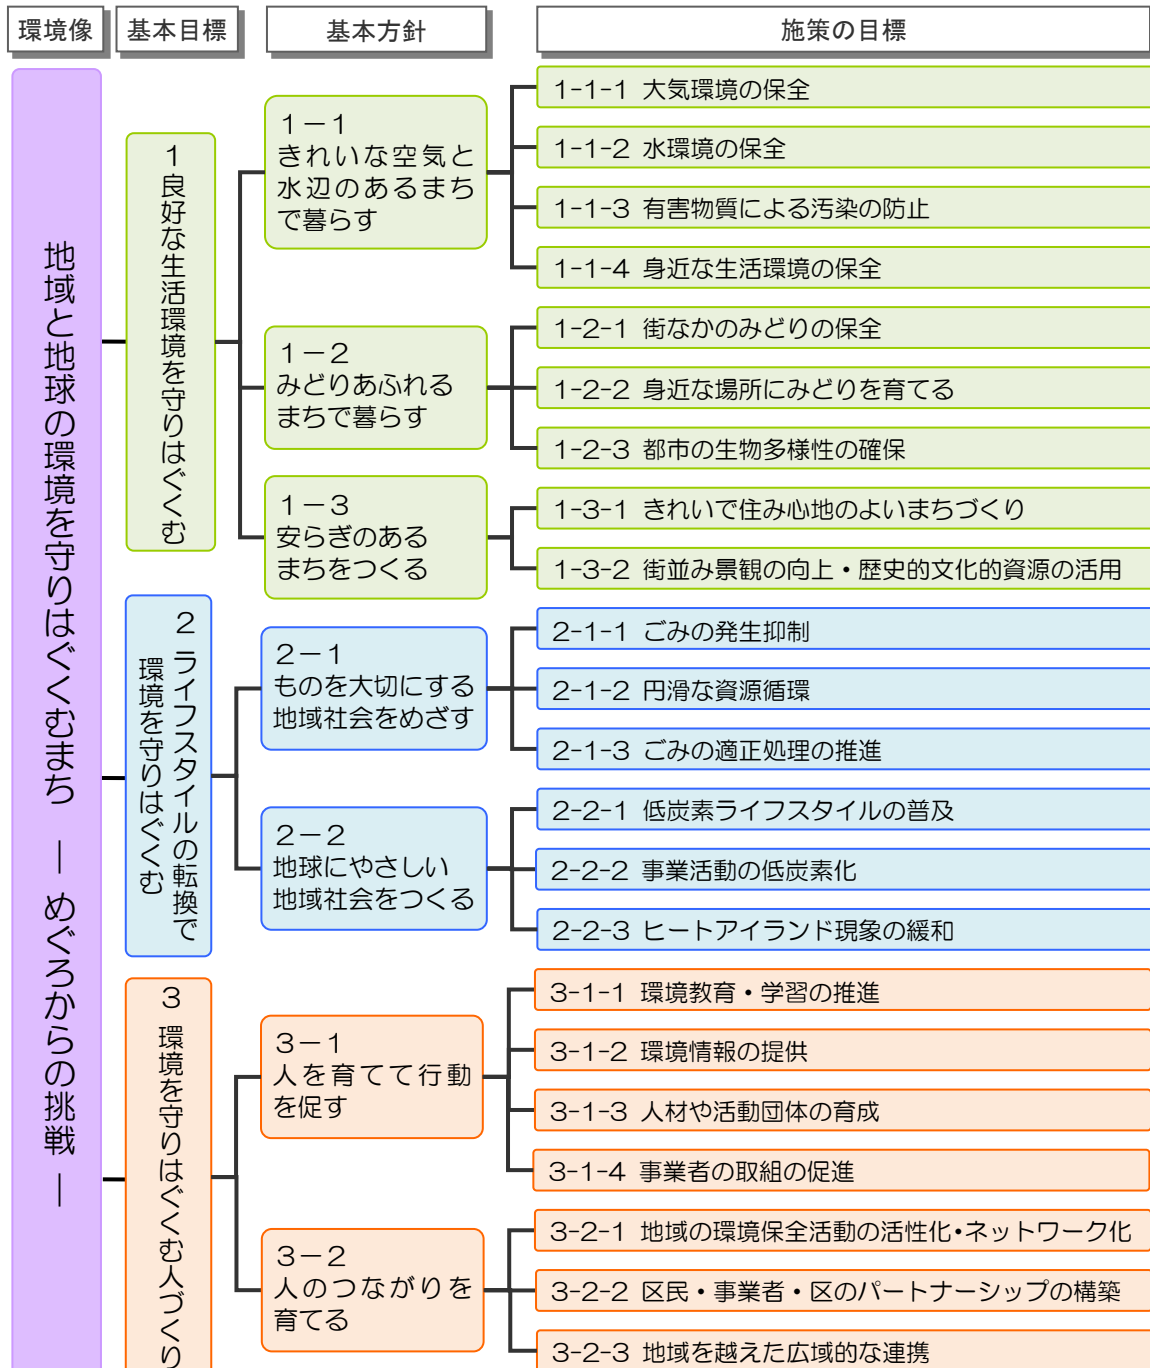 環境像
基本目標
基本方針
施策の目標
地域と地球の環境を守りはぐくむまち ― めぐろからの挑戦 ―
1 良好な生活環境を守りはぐくむ
1-1
きれいな空気と
水辺のあるまち
で暮らす
1-1-1 大気環境の保全
1-1-2 水環境の保全
1-1-3 有害物質による汚染の防止
1-1-4 身近な生活環境の保全
1-2
みどりあふれる
まちで暮らす
1-2-1 街なかのみどりの保全
1-2-2 身近な場所にみどりを育てる
1-2-3 都市の生物多様性の確保
1-3
安らぎのある
まちをつくる
1-3-1 きれいで住み心地のよいまちづくり
1-3-2 街並み景観の向上・歴史的文化的資源の活用
2 ライフスタイルの転換で
環境を守りはぐくむ
2-1
ものを大切にする
地域社会をめざす
2-1-1 ごみの発生抑制
2-1-2 円滑な資源循環
2-1-3 ごみの適正処理の推進
2-2
地球にやさしい
地域社会をつくる
2-2-1 低炭素ライフスタイルの普及
2-2-2 事業活動の低炭素化
2-2-3 ヒートアイランド現象の緩和
3 環境を守りはぐくむ人づくり
3-1
人を育てて行動
を促す
3-1-1 環境教育・学習の推進
3-1-2 環境情報の提供
3-1-3 人材や活動団体の育成
3-1-4 事業者の取組の促進
3-2
人のつながりを
育てる
3-2-1 地域の環境保全活動の活性化・ネットワーク化
3-2-2 区民・事業者・区のパートナーシップの構築
3-2-3 地域を越えた広域的な連携